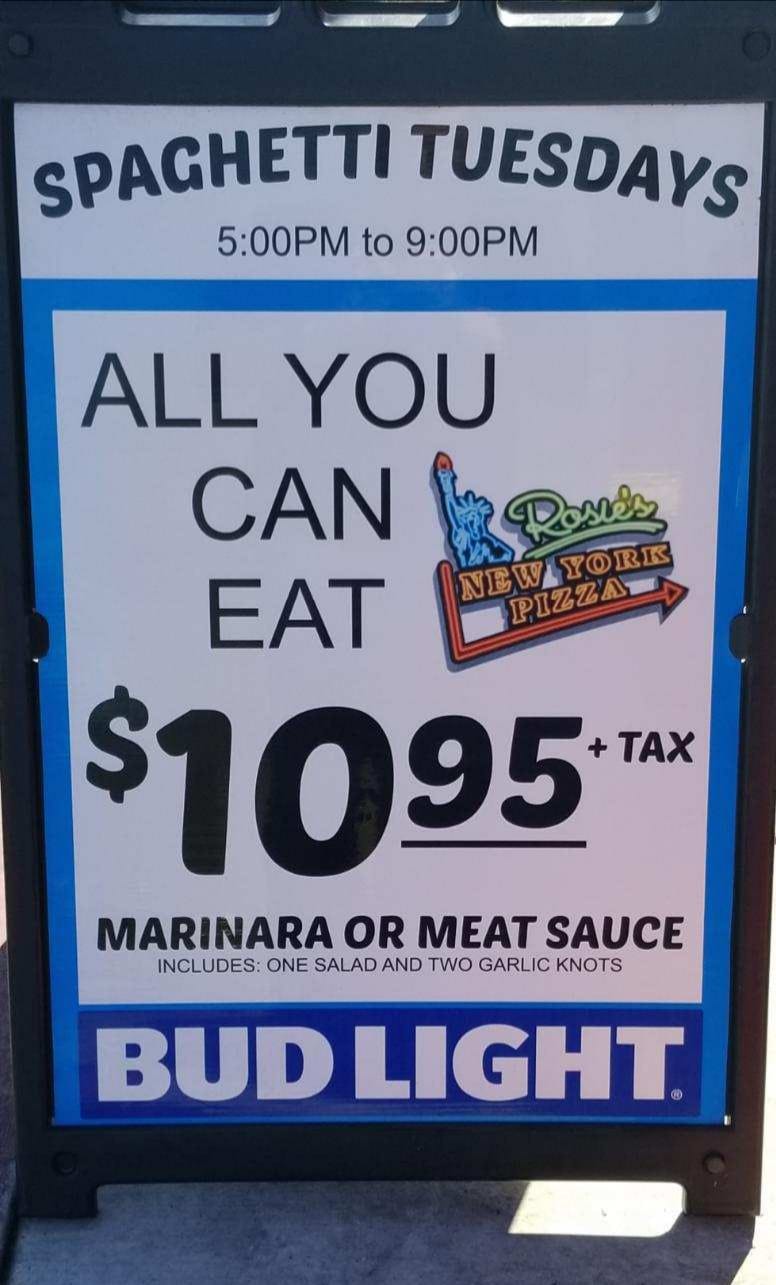 SPAGHETTI TUESDAYS
5:00PM to 9:00PM
ALL YOU
CAN
EAT
Rosie's
NEW YORK
PIZZA
$10 95 + TAX
MARINARA OR MEAT SAUCE
INCLUDES: ONE SALAD AND TWO GARLIC KNOTS
BUD LIGHT®